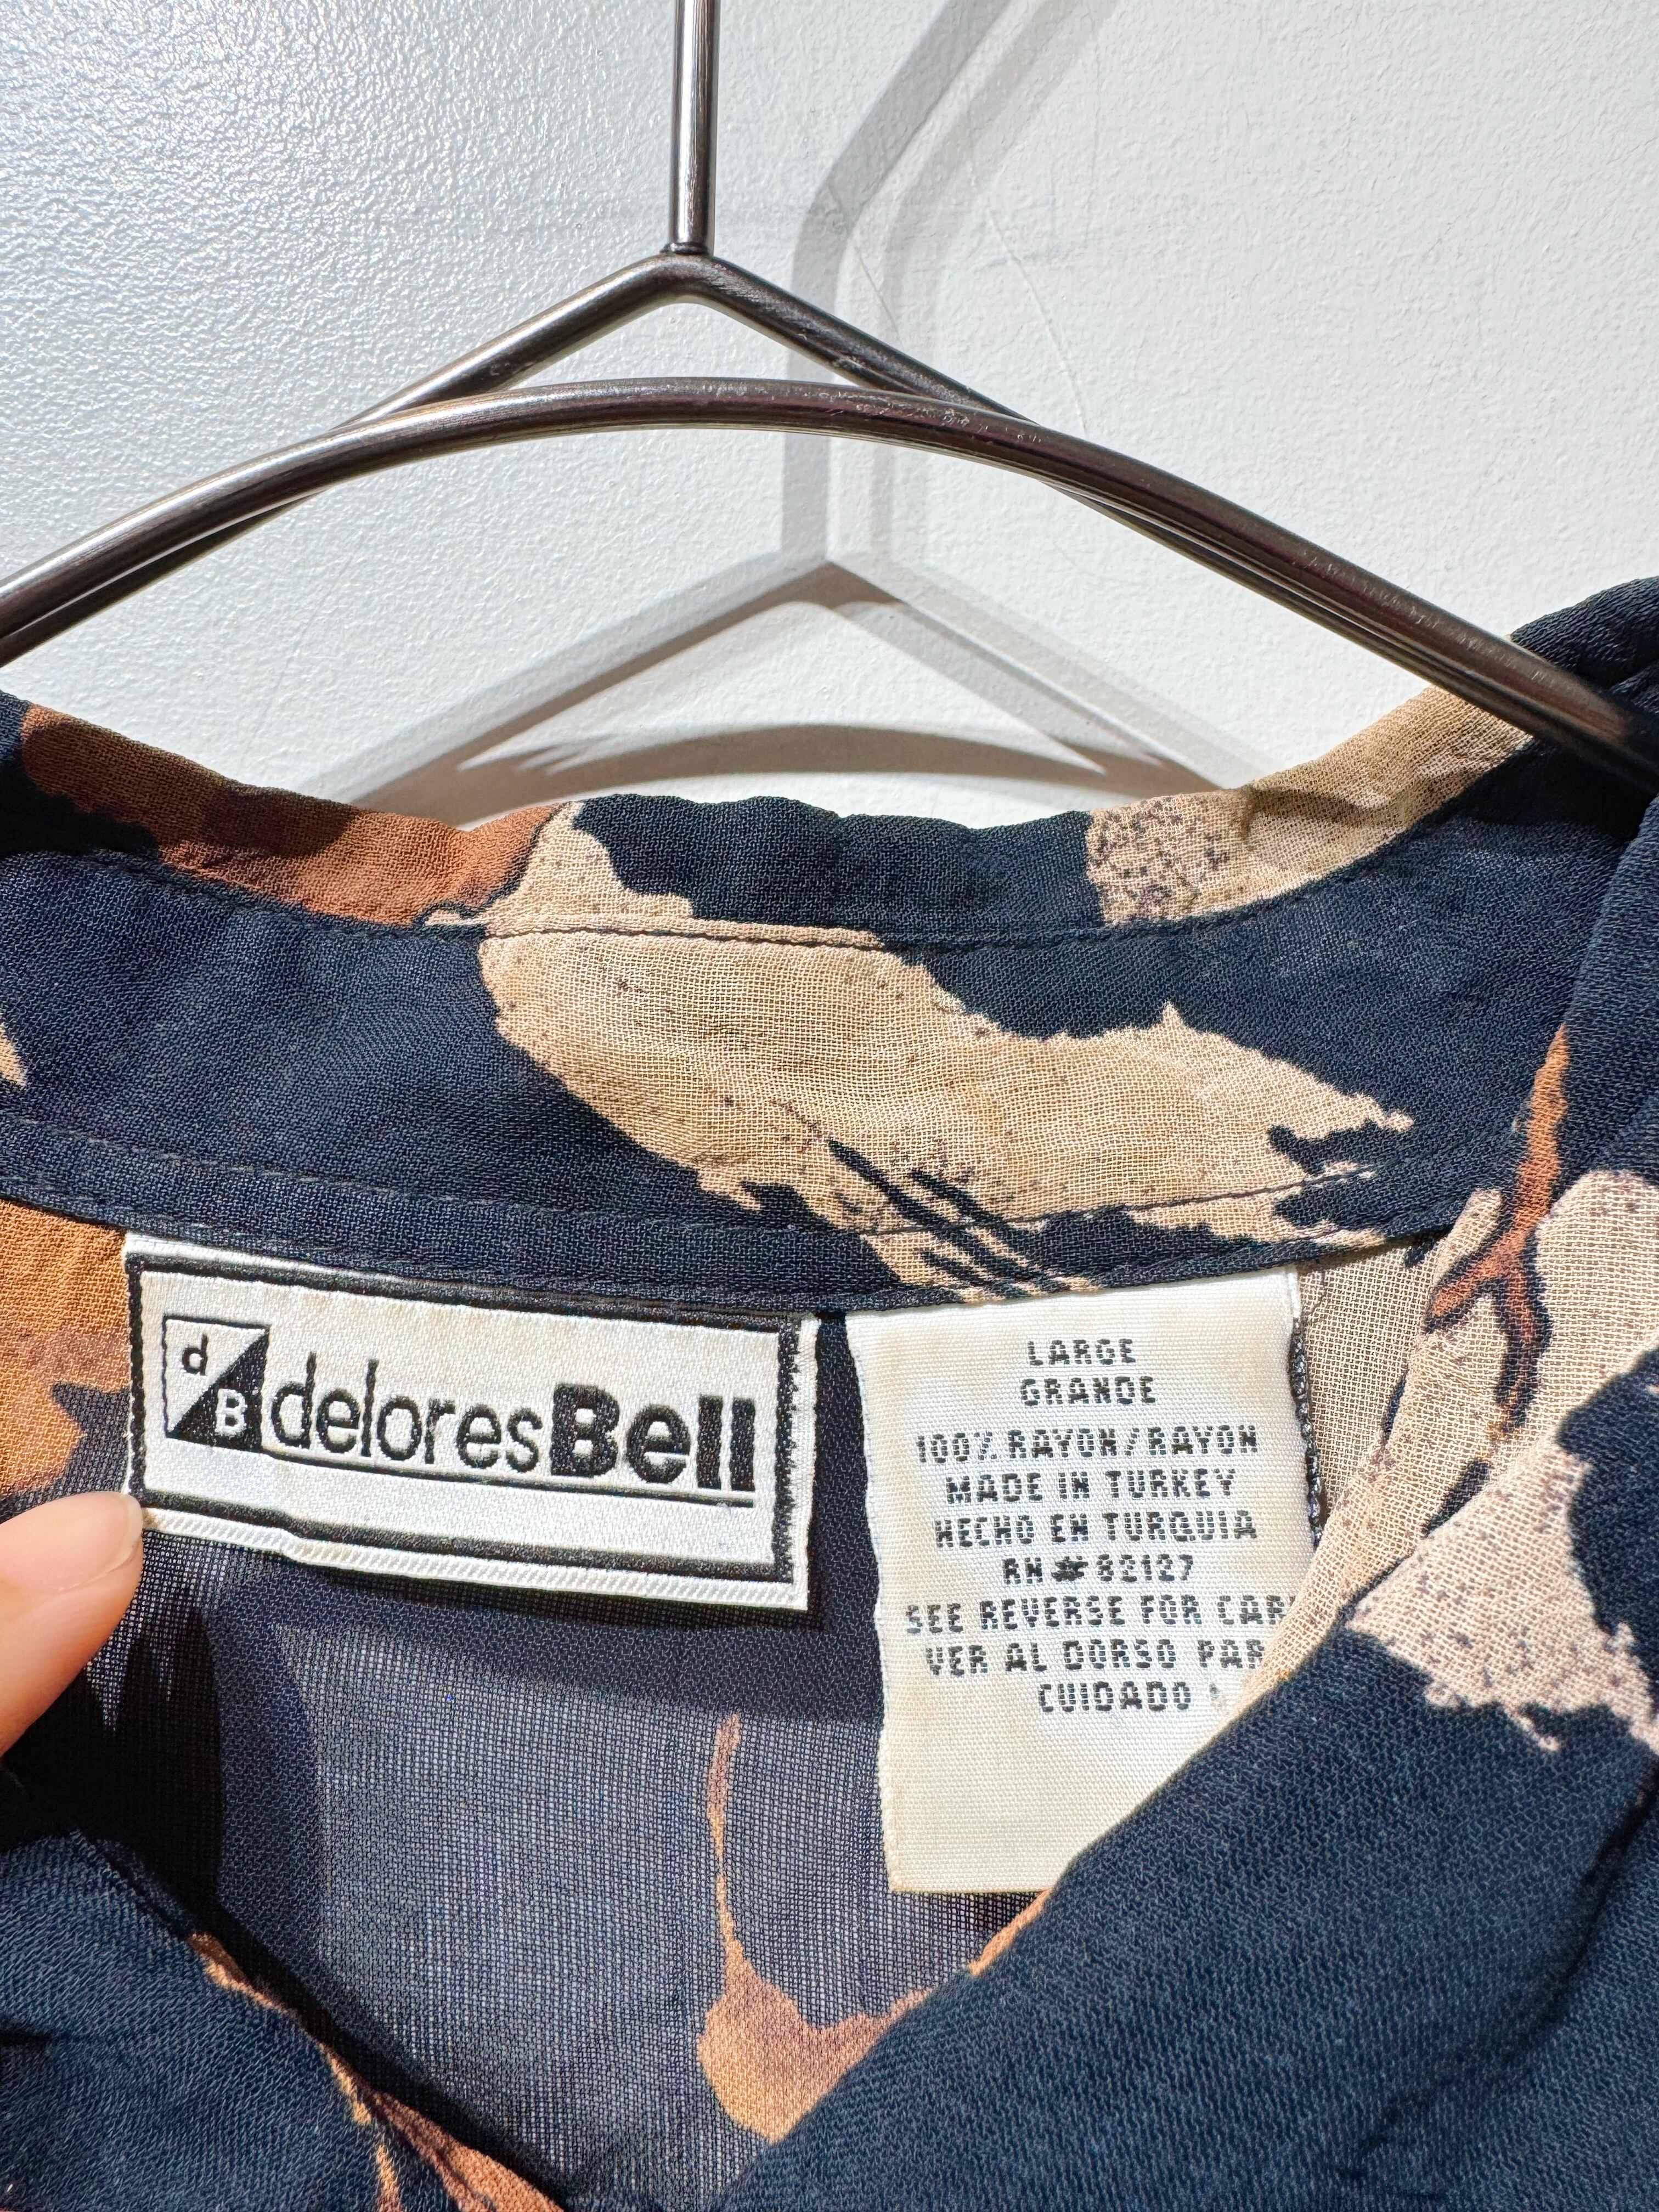 d
B
deloresBell
LARGE
GRANDE
100% RAYON/RAYON
MADE IN TURKEY
HECHO EN TURQUIA
RN #82127
SEE REVERSE FOR CAR
VER AL DORSO PAR
CUIDADO